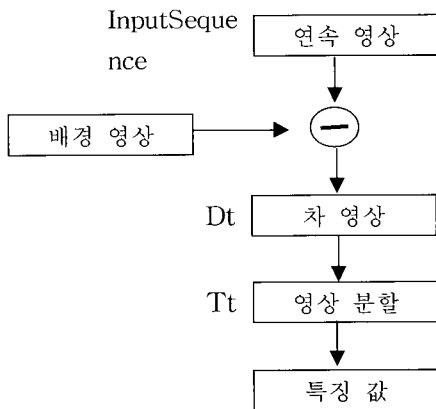 InputSeque
nce
연속 영상
배경 영상
Dt
차 영상
Tt
영상 분할
특징 값